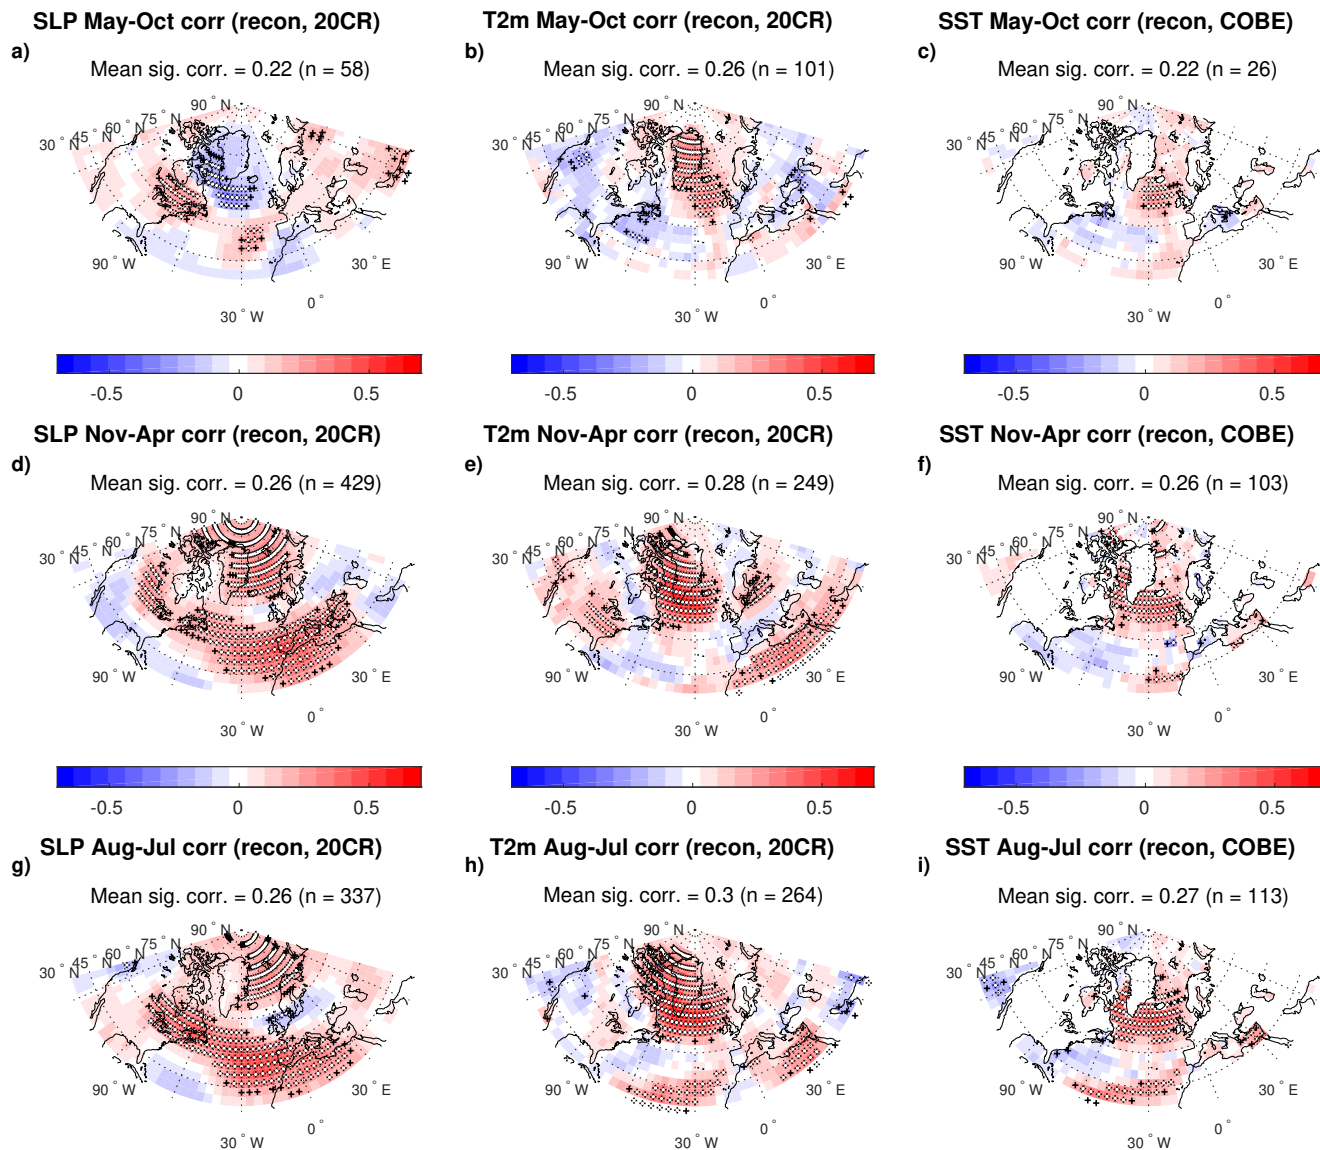 SLP May-Oct corr (recon, 20CR)
a)
Mean sig. corr. = 0.22 (n = 58)
90° N
75° N
60° N
45° N
30° N
90° W
30° W
0°
30° E
-0.5 0 0.5
T2m May-Oct corr (recon, 20CR)
b)
Mean sig. corr. = 0.26 (n = 101)
90° N
75° N
60° N
45° N
30° N
90° W
30° W
0°
30° E
-0.5 0 0.5
SST May-Oct corr (recon, COBE)
c)
Mean sig. corr. = 0.22 (n = 26)
90° N
75° N
60° N
45° N
30° N
90° W
30° W
0°
30° E
-0.5 0 0.5
SLP Nov-Apr corr (recon, 20CR)
d)
Mean sig. corr. = 0.26 (n = 429)
90° N
75° N
60° N
45° N
30° N
90° W
30° W
0°
30° E
-0.5 0 0.5
T2m Nov-Apr corr (recon, 20CR)
e)
Mean sig. corr. = 0.28 (n = 249)
90° N
75° N
60° N
45° N
30° N
90° W
30° W
0°
30° E
-0.5 0 0.5
SST Nov-Apr corr (recon, COBE)
f)
Mean sig. corr. = 0.26 (n = 103)
90° N
75° N
60° N
45° N
30° N
90° W
30° W
0°
30° E
-0.5 0 0.5
SLP Aug-Jul corr (recon, 20CR)
g)
Mean sig. corr. = 0.26 (n = 337)
90° N
75° N
60° N
45° N
30° N
90° W
30° W
0°
30° E
T2m Aug-Jul corr (recon, 20CR)
h)
Mean sig. corr. = 0.3 (n = 264)
90° N
75° N
60° N
45° N
30° N
90° W
30° W
0°
30° E
SST Aug-Jul corr (recon, COBE)
i)
Mean sig. corr. = 0.27 (n = 113)
90° N
75° N
60° N
45° N
30° N
90° W
30° W
0°
30° E